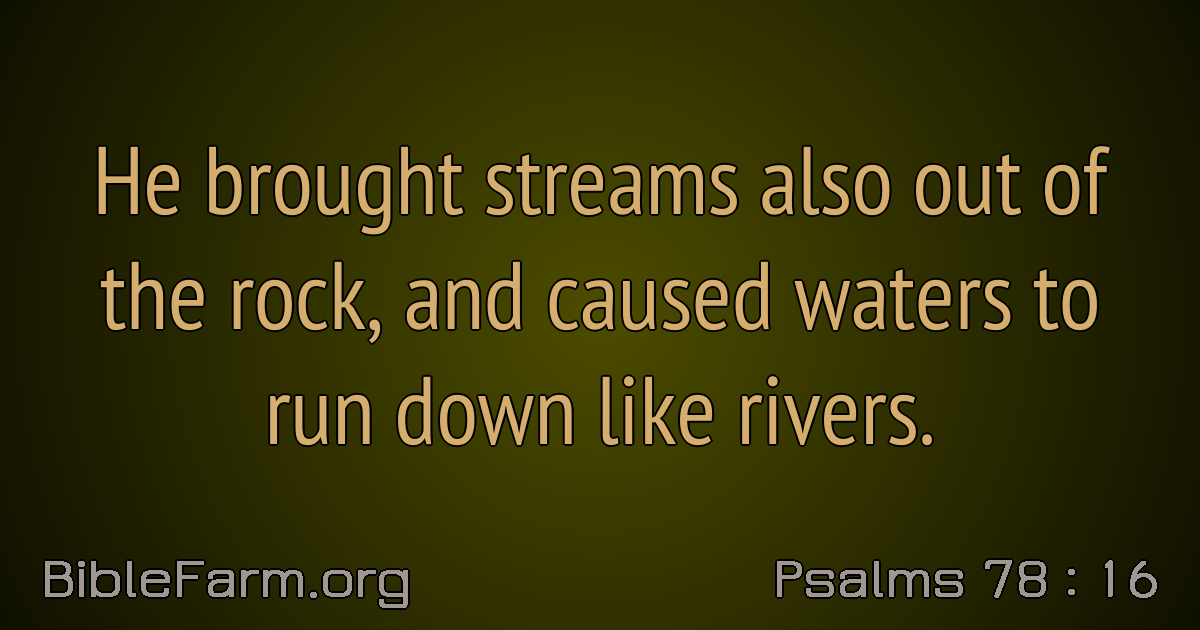 He brought streams also out of
the rock, and caused waters to
run down like rivers.
BibleFarm.org
Psalms 78 : 16